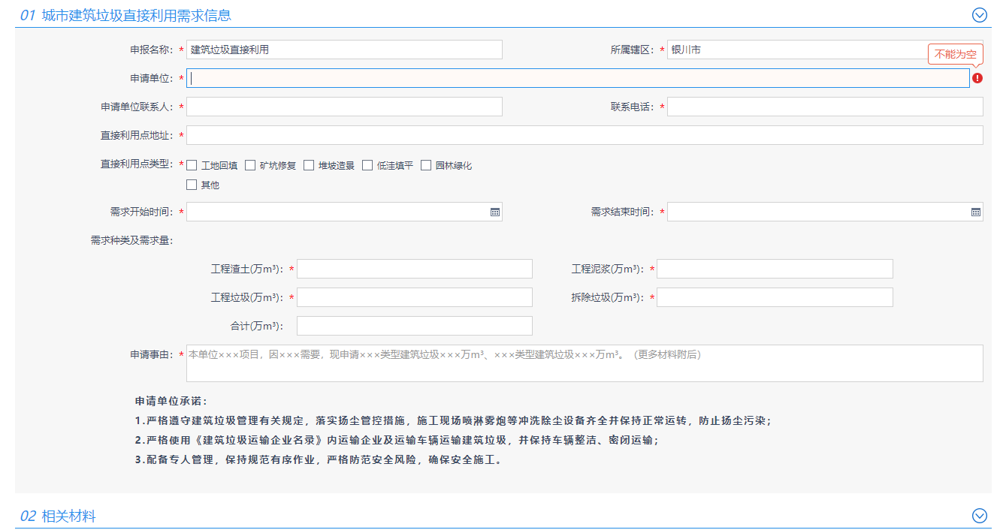 01 城市建筑垃圾直接利用需求信息
申报名称：* 建筑垃圾直接利用 所属辖区：* 银川市
不能为空
申请单位：*
申请单位联系人：* 联系电话：*
直接利用点地址：*
直接利用点类型：* 工地回填 矿坑修复 堆坡造景 低洼填平 园林绿化
其他
需求开始时间：* 需求结束时间：*
需求种类及需求量：
工程渣土(万m³)：* 工程泥浆(万m³)：*
工程垃圾(万m³)：* 拆除垃圾(万m³)：*
合计(万m³)：
申请事由：* 本单位×××项目，因×××需要，现申请×××类型建筑垃圾×××万m³、×××类型建筑垃圾×××万m³。（更多材料附后）
申请单位承诺：
1.严格遵守建筑垃圾管理有关规定，落实扬尘管控措施，施工现场喷淋雾炮等冲洗除尘设备齐全并保持正常运转，防止扬尘污染；
2.严格使用《建筑垃圾运输企业名录》内运输企业及运输车辆运输建筑垃圾，并保持车辆整洁、密闭运输；
3.配备专人管理，保持规范有序作业，严格防范安全风险，确保安全施工。
02 相关材料